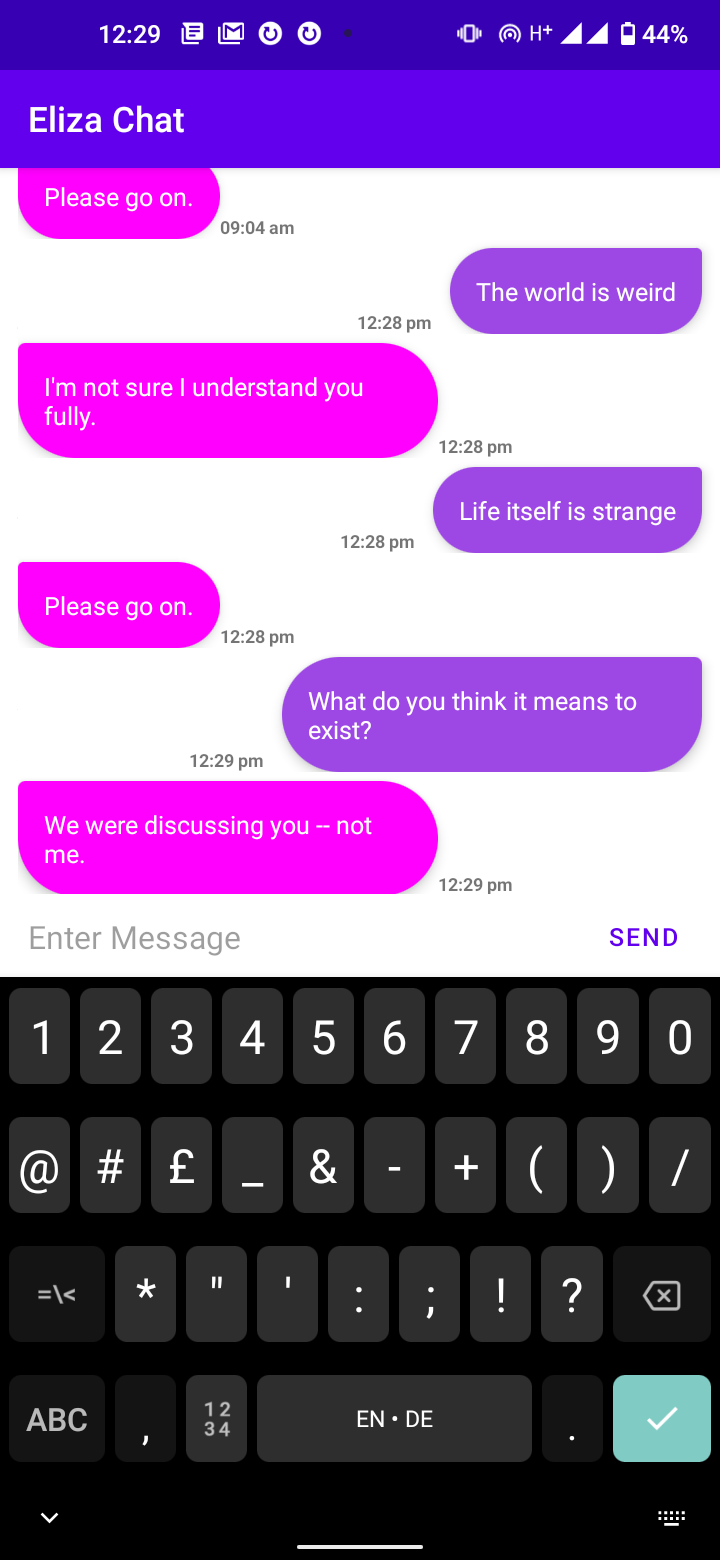 12:29 H+ 44%
Eliza Chat
Please go on.
09:04 am
The world is weird
12:28 pm
I'm not sure I understand you
fully.
12:28 pm
Life itself is strange
12:28 pm
Please go on.
12:28 pm
What do you think it means to
exist?
12:29 pm
We were discussing you -- not
me.
12:29 pm
Enter Message SEND
1 2 3 4 5 6 7 8 9 0
@ # £ _ & - + ( ) /
=\< * " ' : ; ! ?
ABC , 12 EN • DE .
34